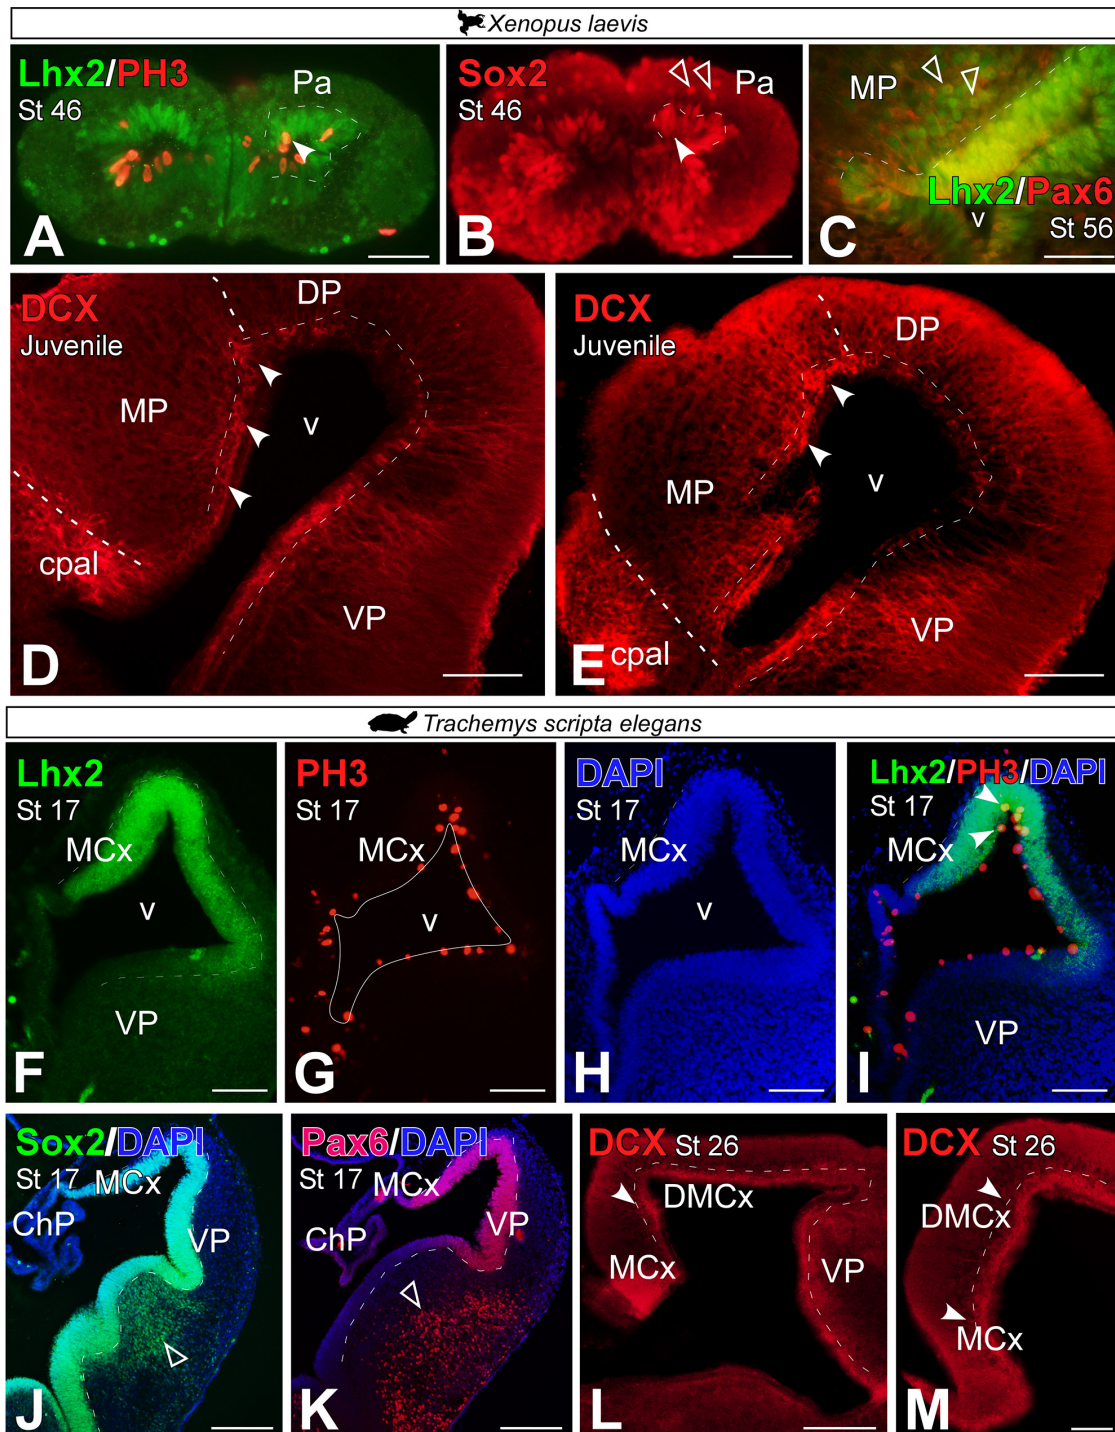 Xenopus laevis
Lhx2/PH3
St 46
Pa
A
Sox2
St 46
Pa
B
MP
Lhx2/Pax6
v
St 56
C
DCX
Juvenile
DP
MP
v
cpal
VP
D
DCX
Juvenile
DP
MP
v
cpal
VP
E
Trachemys scripta elegans
Lhx2
St 17
MCx
v
VP
F
PH3
St 17
MCx
v
G
DAPI
St 17
MCx
v
H
Lhx2/PH3/DAPI
St 17
MCx
v
VP
I
Sox2/DAPI
St 17
MCx
ChP
VP
J
Pax6/DAPI
St 17
MCx
ChP
VP
K
DCX St 26
DMCx
MCx
VP
L
DCX St 26
DMCx
MCx
M